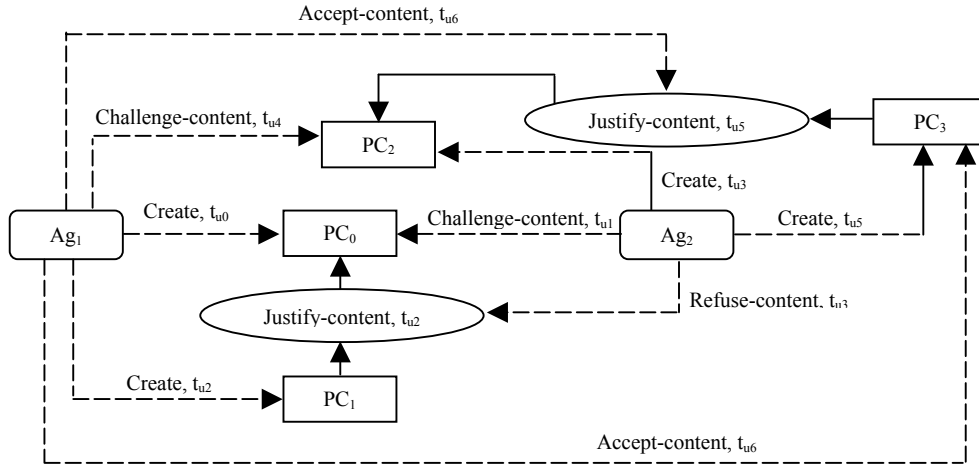 Accept-content, tu6
Challenge-content, tu4
Justify-content, tu5
PC3
PC2
Create, tu3
Create, tu0
Challenge-content, tu1
Create, tu5
Ag1
PC0
Ag2
Refuse-content, tu3
Justify-content, tu2
Create, tu2
PC1
Accept-content, tu6